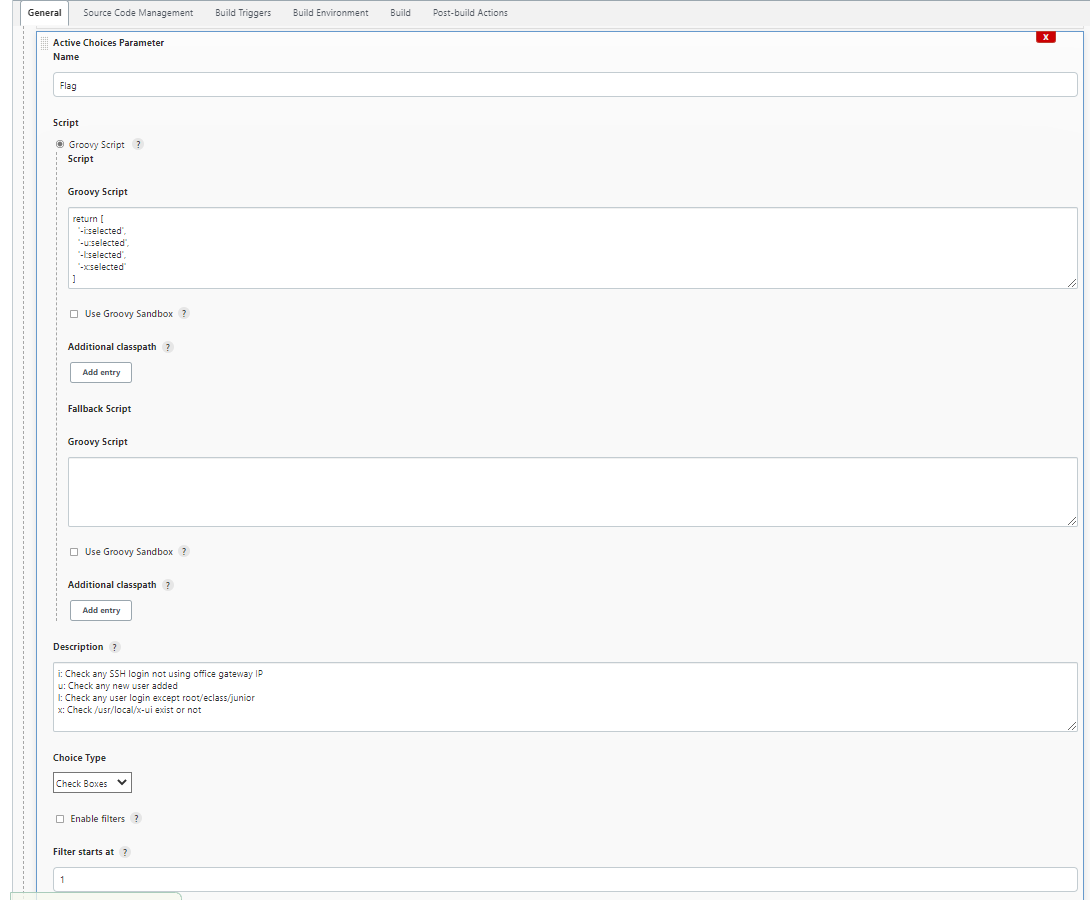 General Source Code Management Build Triggers Build Environment Build Post-build Actions
Active Choices Parameter
X
Name
Flag
Script
Groovy Script ?
Script
Groovy Script
return [
'-i:selected',
'-u:selected',
'-l:selected',
'-x:selected'
]
Use Groovy Sandbox ?
Additional classpath ?
Add entry
Fallback Script
Groovy Script
Use Groovy Sandbox ?
Additional classpath ?
Add entry
Description ?
i: Check any SSH login not using office gateway IP
u: Check any new user added
l: Check any user login except root/eclass/junior
x: Check /usr/local/x-ui exist or not
Choice Type
Check Boxes
Enable filters ?
Filter starts at ?
1